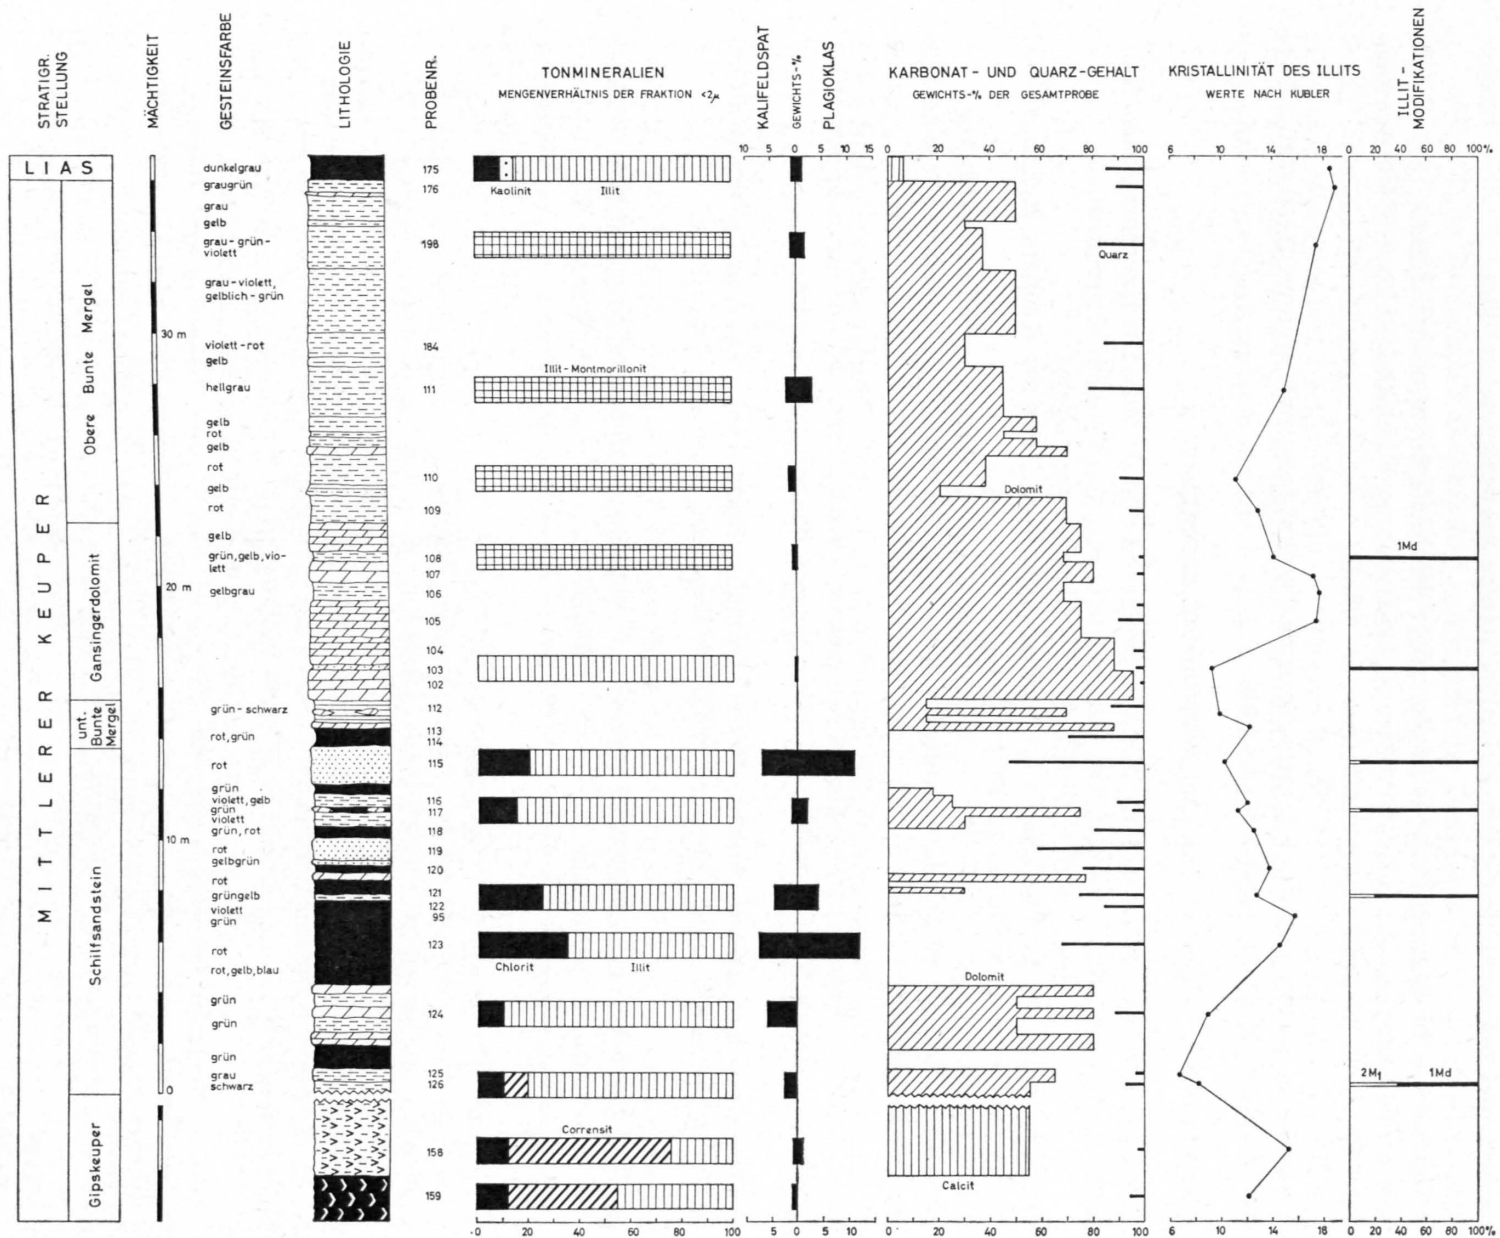 STRATIGR. STELLUNG
MÄCHTIGKEIT
GESTEINSFARBE
LITHOLOGIE
PROBENR.
TONMINERALIEN
MENGENVERHÄLTNIS DER FRAKTION <2µ
KALIFELDSPAT
GEWICHTS-%
PLAGIOKLAS
KARBONAT- UND QUARZ-GEHALT
GEWICHTS-% DER GESAMTPROBE
KRISTALLINITÄT DES ILLITS
WERTE NACH KUBLER
ILLIT-MODIFIKATIONEN
10 5 0 5 10 15
0 20 40 60 80 100
6 10 14 18
0 20 40 60 80 100%
LIAS
MITTLERER KEUPER
Obere Bunte Mergel
Gansingerdolomit
unt. Bunte Mergel
Schilfsandstein
Gipskeuper
30 m
20 m
10 m
0
dunkelgrau
graugrün
grau
gelb
grau-grün-
violett
grau-violett,
gelblich-grün
violett-rot
gelb
hellgrau
gelb
rot
gelb
rot
gelb
rot
gelb
grün,gelb,vio-
lett
gelbgrau
grün-schwarz
rot,grün
rot
grün
violett,gelb
grün
violett
grün,rot
rot
gelbgrün
rot
grüngelb
violett
grün
rot
rot,gelb,blau
grün
grün
grün
grau
schwarz
175
176
198
184
111
110
109
108
107
106
105
104
103
102
112
113
114
115
116
117
118
119
120
121
122
95
123
124
125
126
158
159
Kaolinit
Illit
Illit-Montmorillonit
Chlorit
Illit
Corrensit
Quarz
Dolomit
Dolomit
Calcit
1Md
2M1
1Md
0 20 40 60 80 100
10 5 0 5 10 15
0 20 40 60 80 100
6 10 14 18
0 20 40 60 80 100%